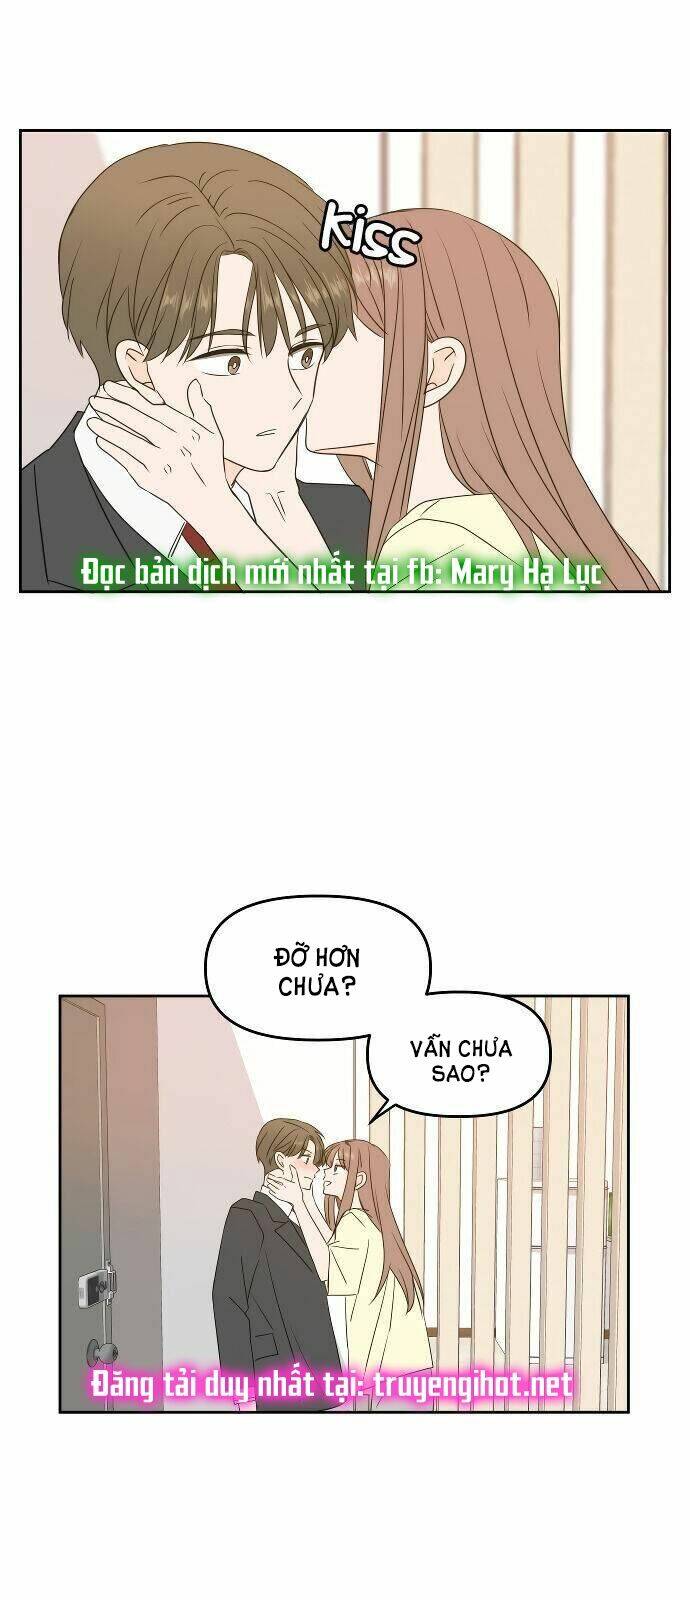 kiss
Đọc bản dịch mới nhất tại fb: Mary Hạ Lục
ĐỠ HƠN
CHƯA?
VẪN CHƯA
SAO?
Đăng tải duy nhất tại: truyengihot.net